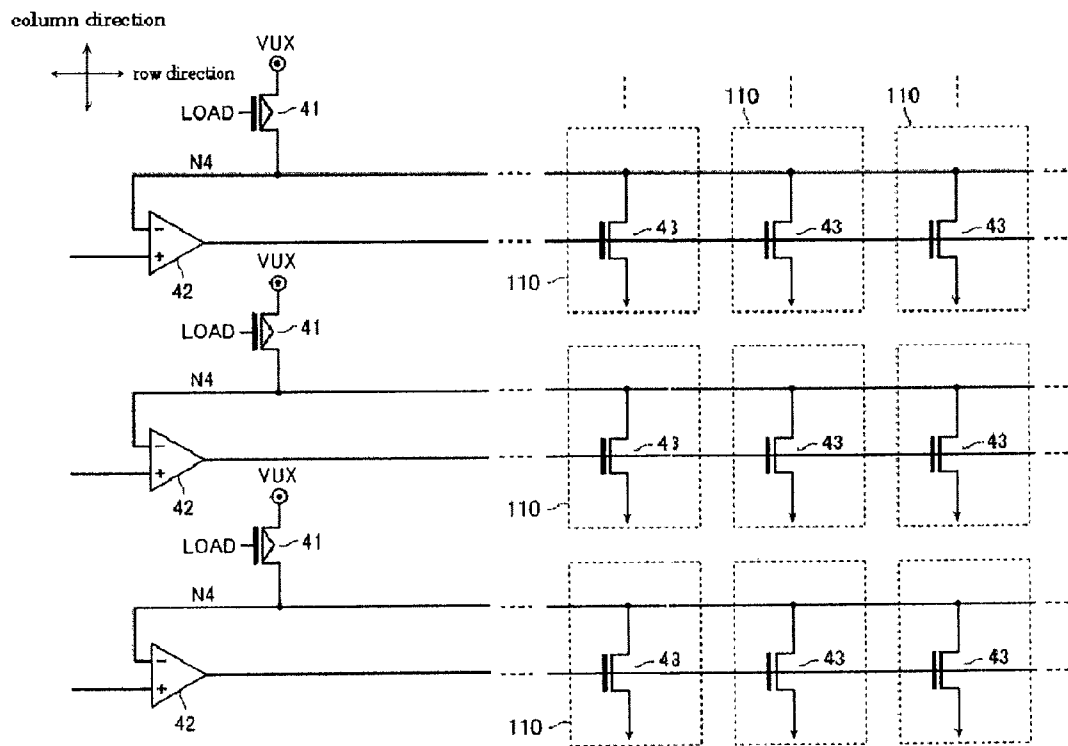 column direction
row direction
VUX
LOAD 41
110 110
N4
43 43 43
42
110
VUX
LOAD 41
N4
43 43 43
42
110
VUX
LOAD 41
N4
43 43 43
42
110